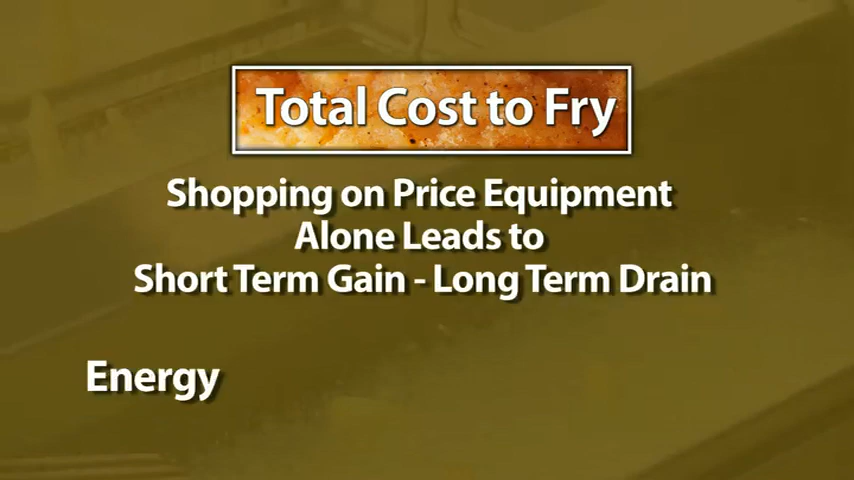 Total Cost to Fry
Shopping on Price Equipment
Alone Leads to
Short Term Gain - Long Term Drain
Energy